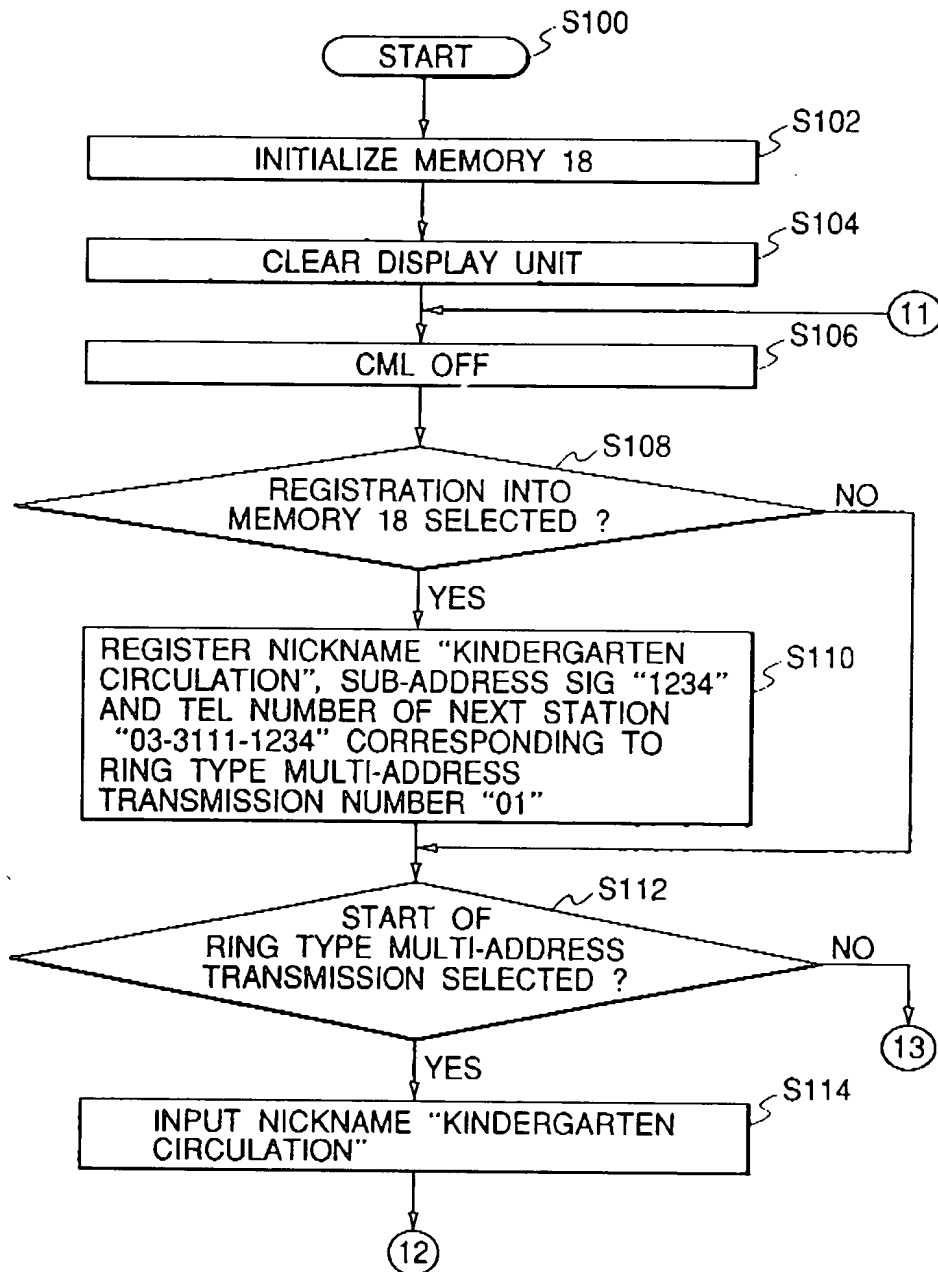 S100
START
S102
INITIALIZE MEMORY 18
S104
CLEAR DISPLAY UNIT
11
S106
CML OFF
S108
REGISTRATION INTO
MEMORY 18 SELECTED ?
NO
YES
REGISTER NICKNAME “KINDERGARTEN
CIRCULATION”, SUB-ADDRESS SIG “1234”
AND TEL NUMBER OF NEXT STATION
“03-3111-1234” CORRESPONDING TO
RING TYPE MULTI-ADDRESS
TRANSMISSION NUMBER “01”
S110
S112
START OF
RING TYPE MULTI-ADDRESS
TRANSMISSION SELECTED ?
NO
13
YES
S114
INPUT NICKNAME “KINDERGARTEN
CIRCULATION”
12